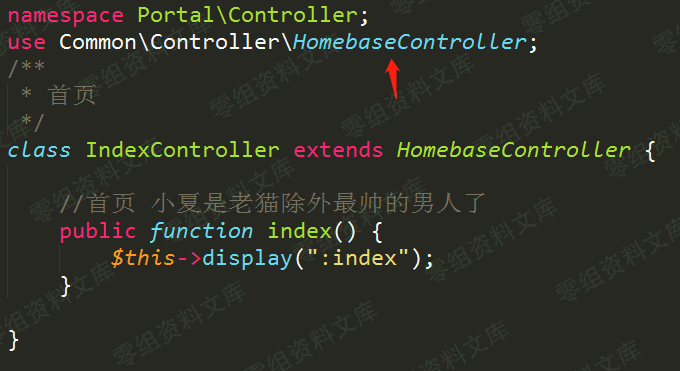 namespace Portal\Controller;
use Common\Controller\HomebaseController;
/**
 * 首页
 */
class IndexController extends HomebaseController {
//首页 小夏是老猫除外最帅的男人了
public function index() {
$this->display(":index");
}
}
零组资料文库